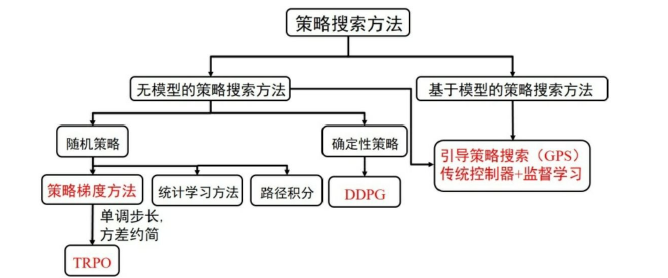 策略搜索方法
无模型的策略搜索方法
基于模型的策略搜索方法
随机策略
确定性策略
引导策略搜索（GPS）
传统控制器+监督学习
策略梯度方法
统计学习方法
路径积分
DDPG
单调步长，
方差约简
TRPO